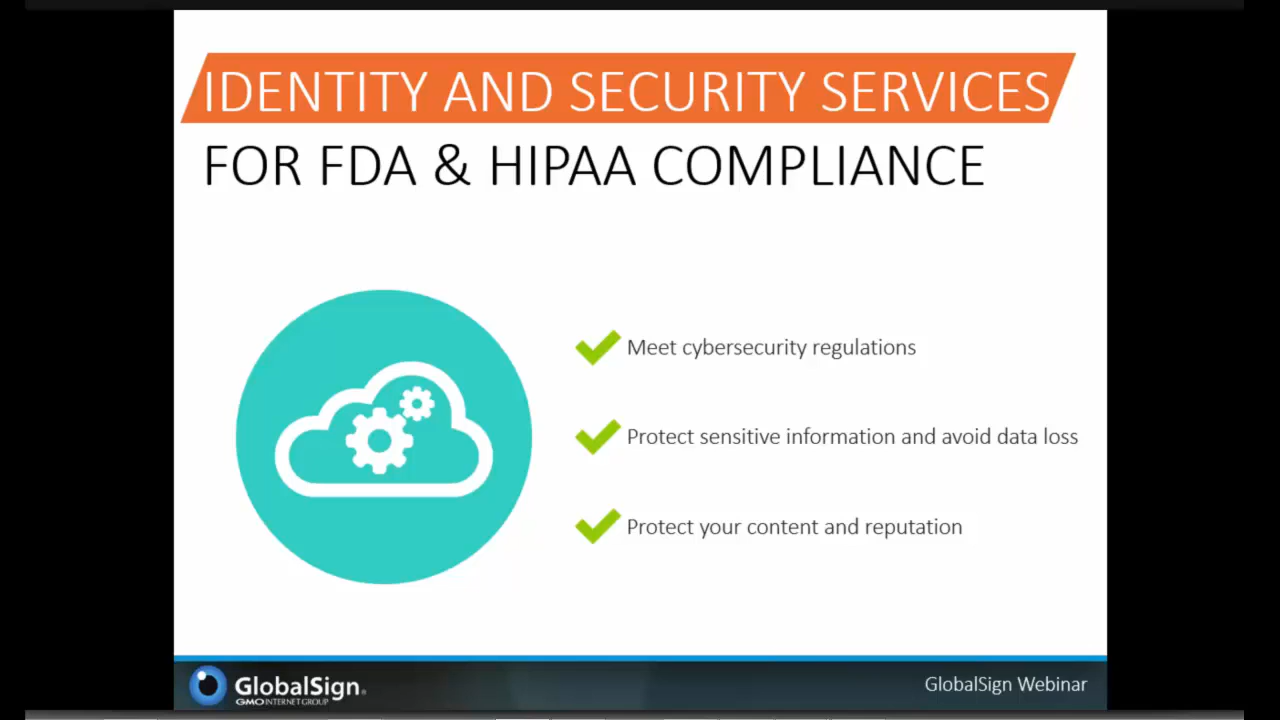 IDENTITY AND SECURITY SERVICES
FOR FDA & HIPAA COMPLIANCE
Meet cybersecurity regulations
Protect sensitive information and avoid data loss
Protect your content and reputation
GlobalSign®
GMO INTERNET GROUP
GlobalSign Webinar